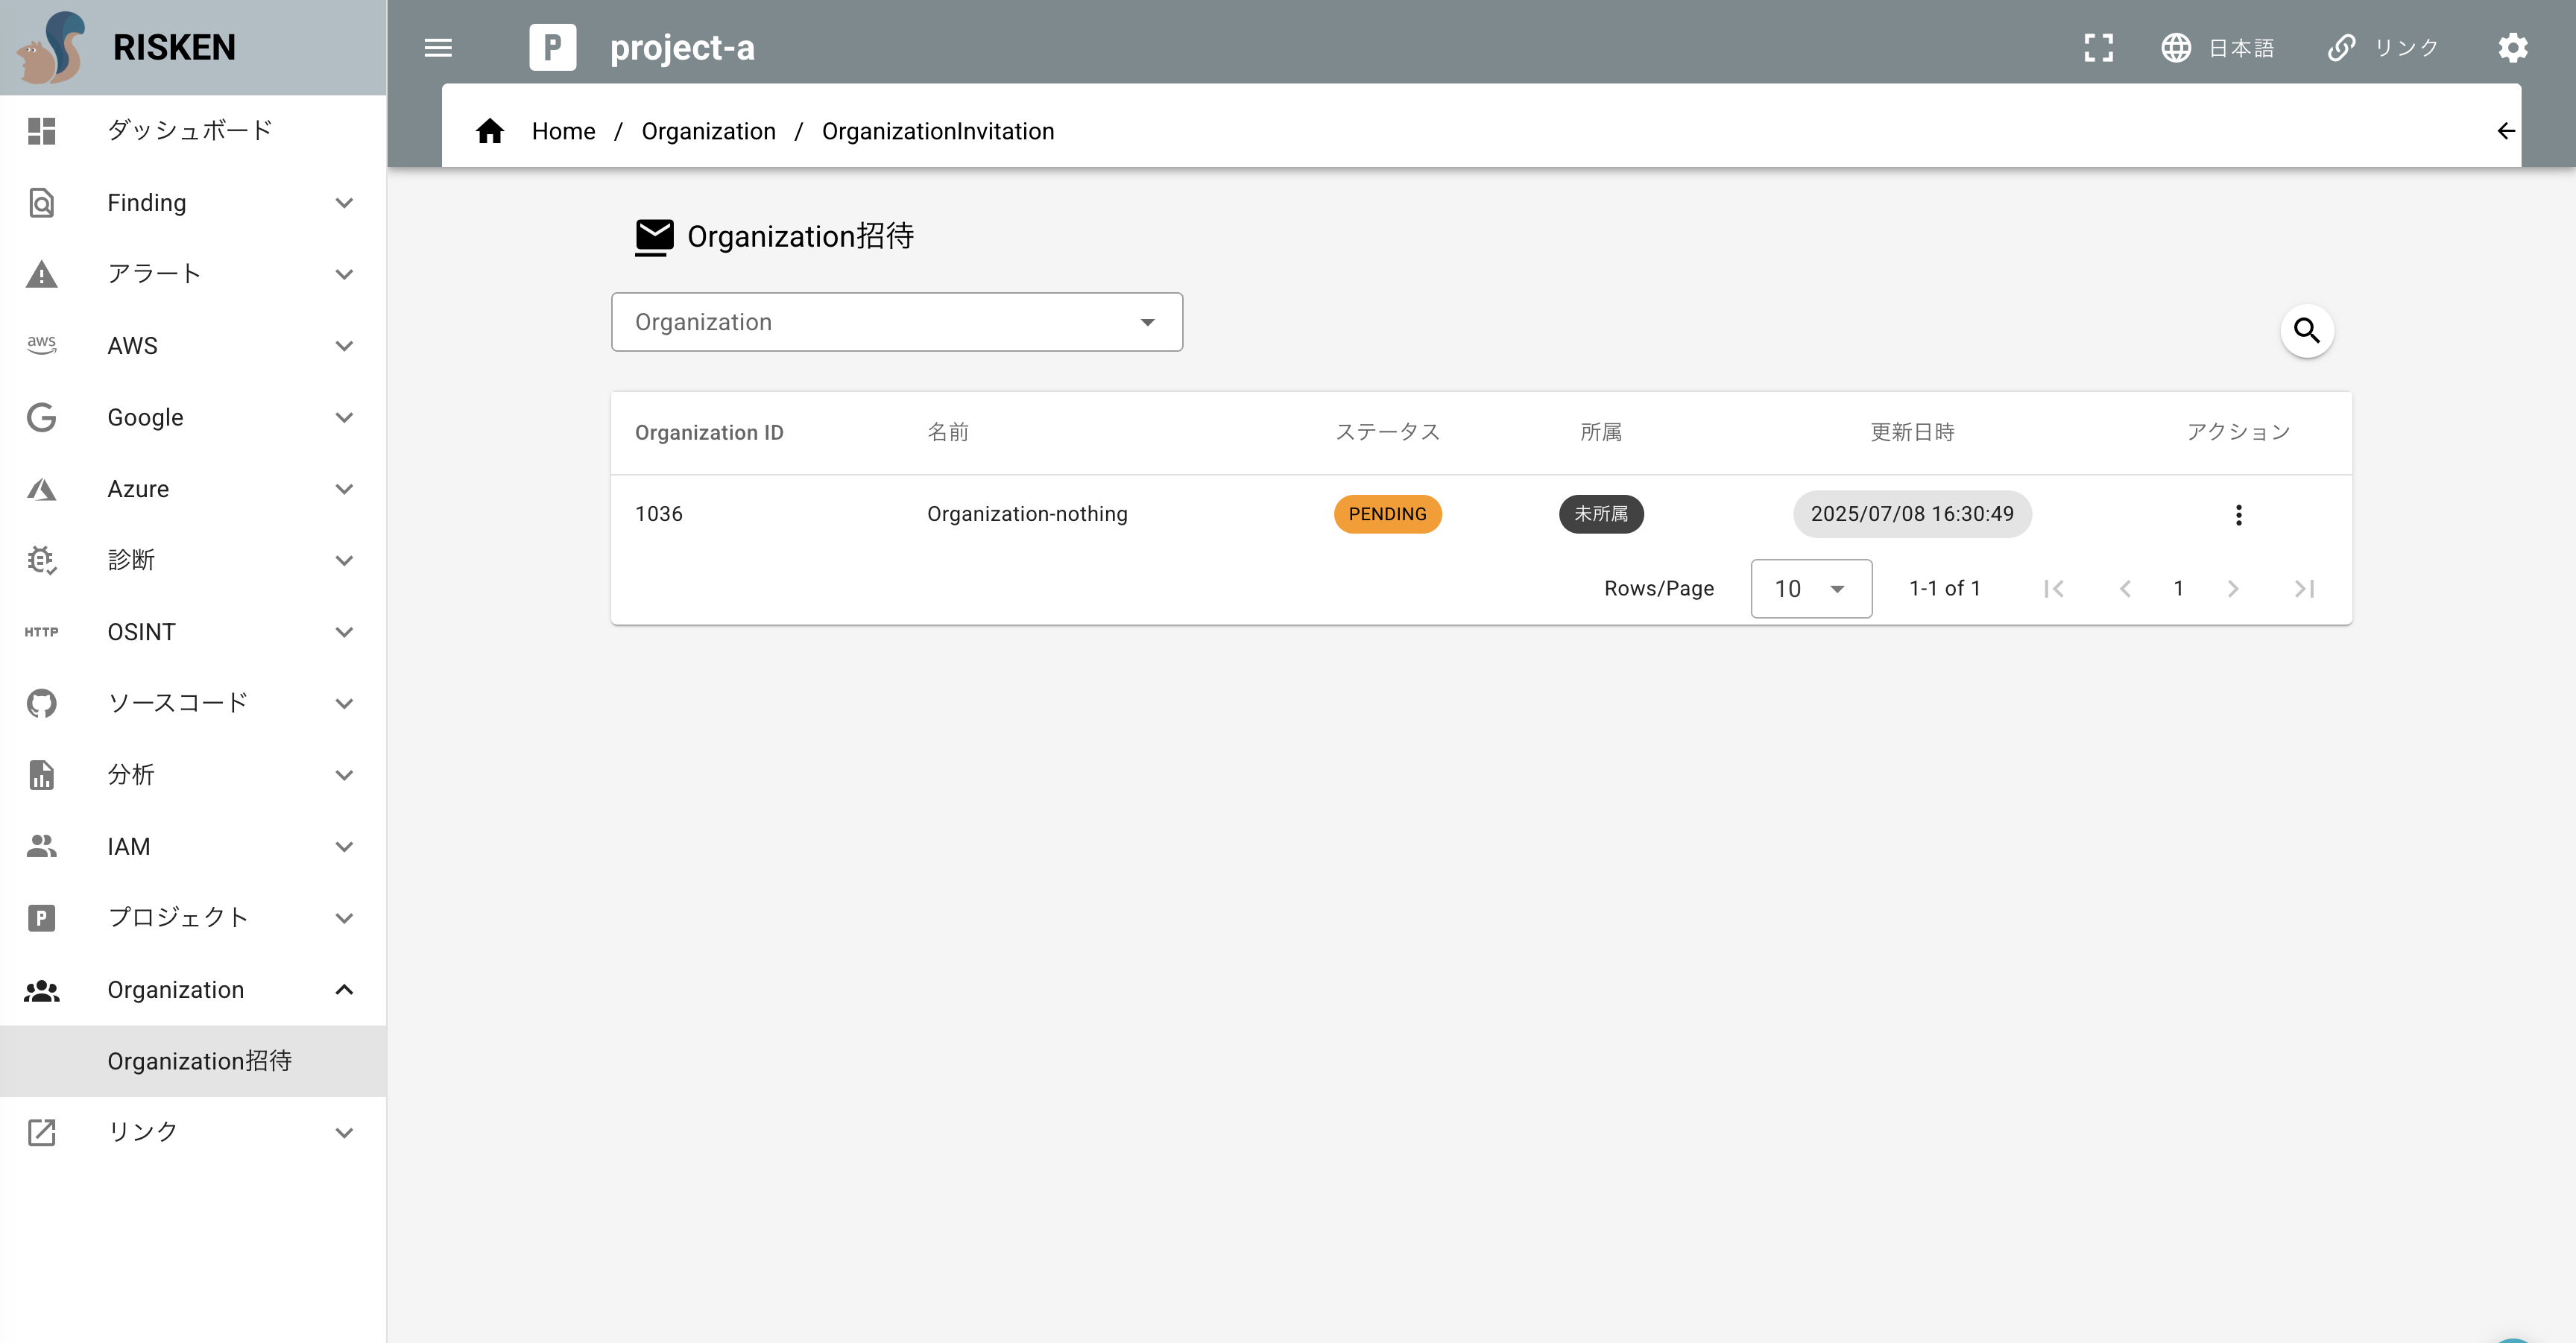 RISKEN
P project-a 日本語 リンク
Home / Organization / OrganizationInvitation
ダッシュボード
Finding
アラート
aws AWS
Google
Azure
診断
HTTP OSINT
ソースコード
分析
IAM
P プロジェクト
Organization
Organization招待
リンク
Organization招待
Organization
Organization ID 名前 ステータス 所属 更新日時 アクション
1036 Organization-nothing PENDING 未所属 2025/07/08 16:30:49
Rows/Page 10 1-1 of 1 1